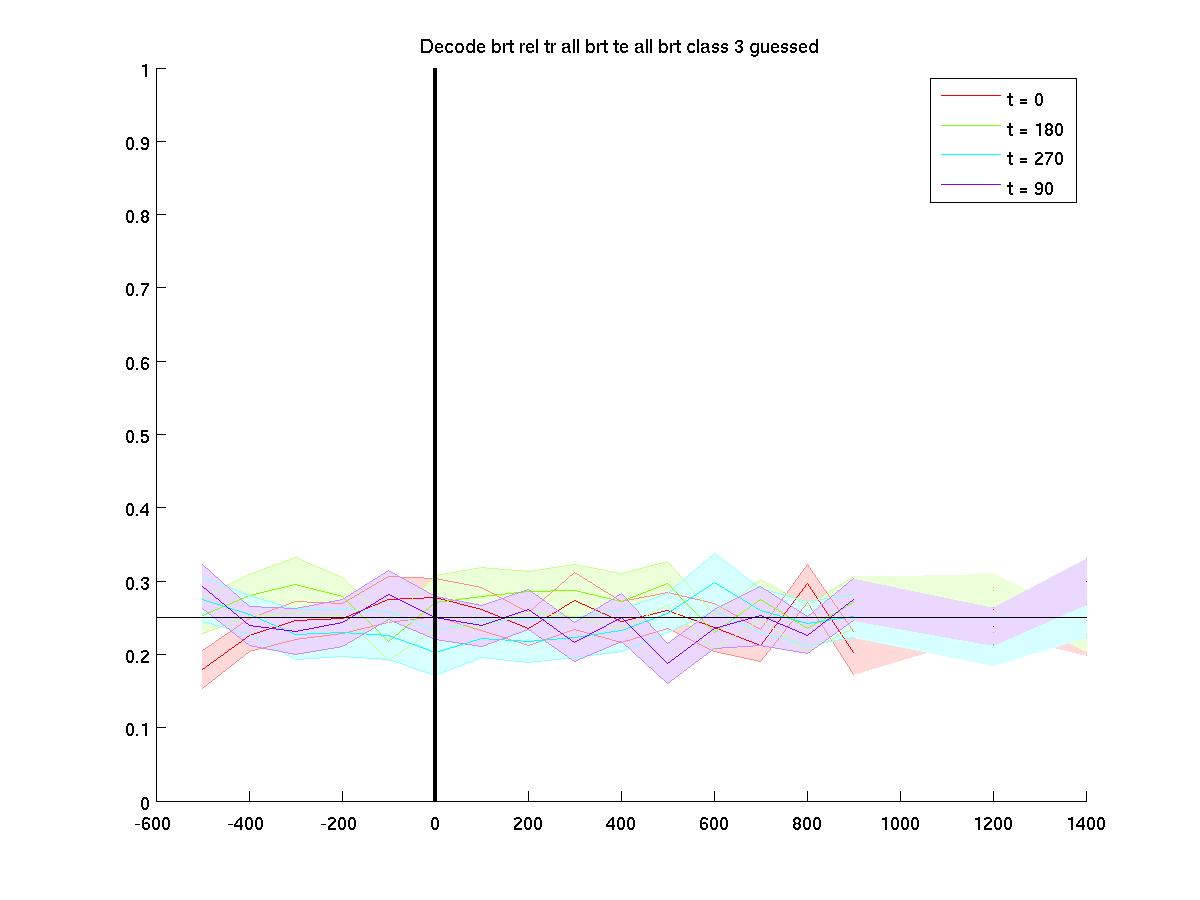 Decode brt rel tr all brt te all brt class 3 guessed
1
0.9
0.8
0.7
0.6
0.5
0.4
0.3
0.2
0.1
0
-600 -400 -200 0 200 400 600 800 1000 1200 1400
t = 0
t = 180
t = 270
t = 90